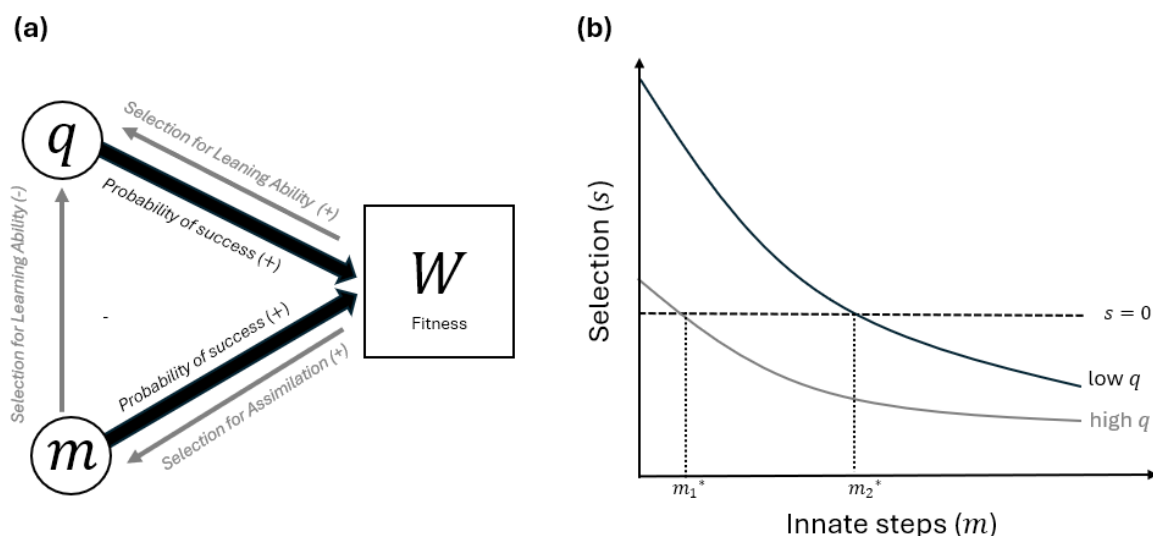 (a)
q
Selection for Leaning Ability (+)
Probability of success (+)
W
Fitness
Selection for Learning Ability (-)
-
Probability of success (+)
Selection for Assimilation (+)
m
(b)
Selection (s)
s = 0
low q
high q
m₁*
m₂*
Innate steps (m)